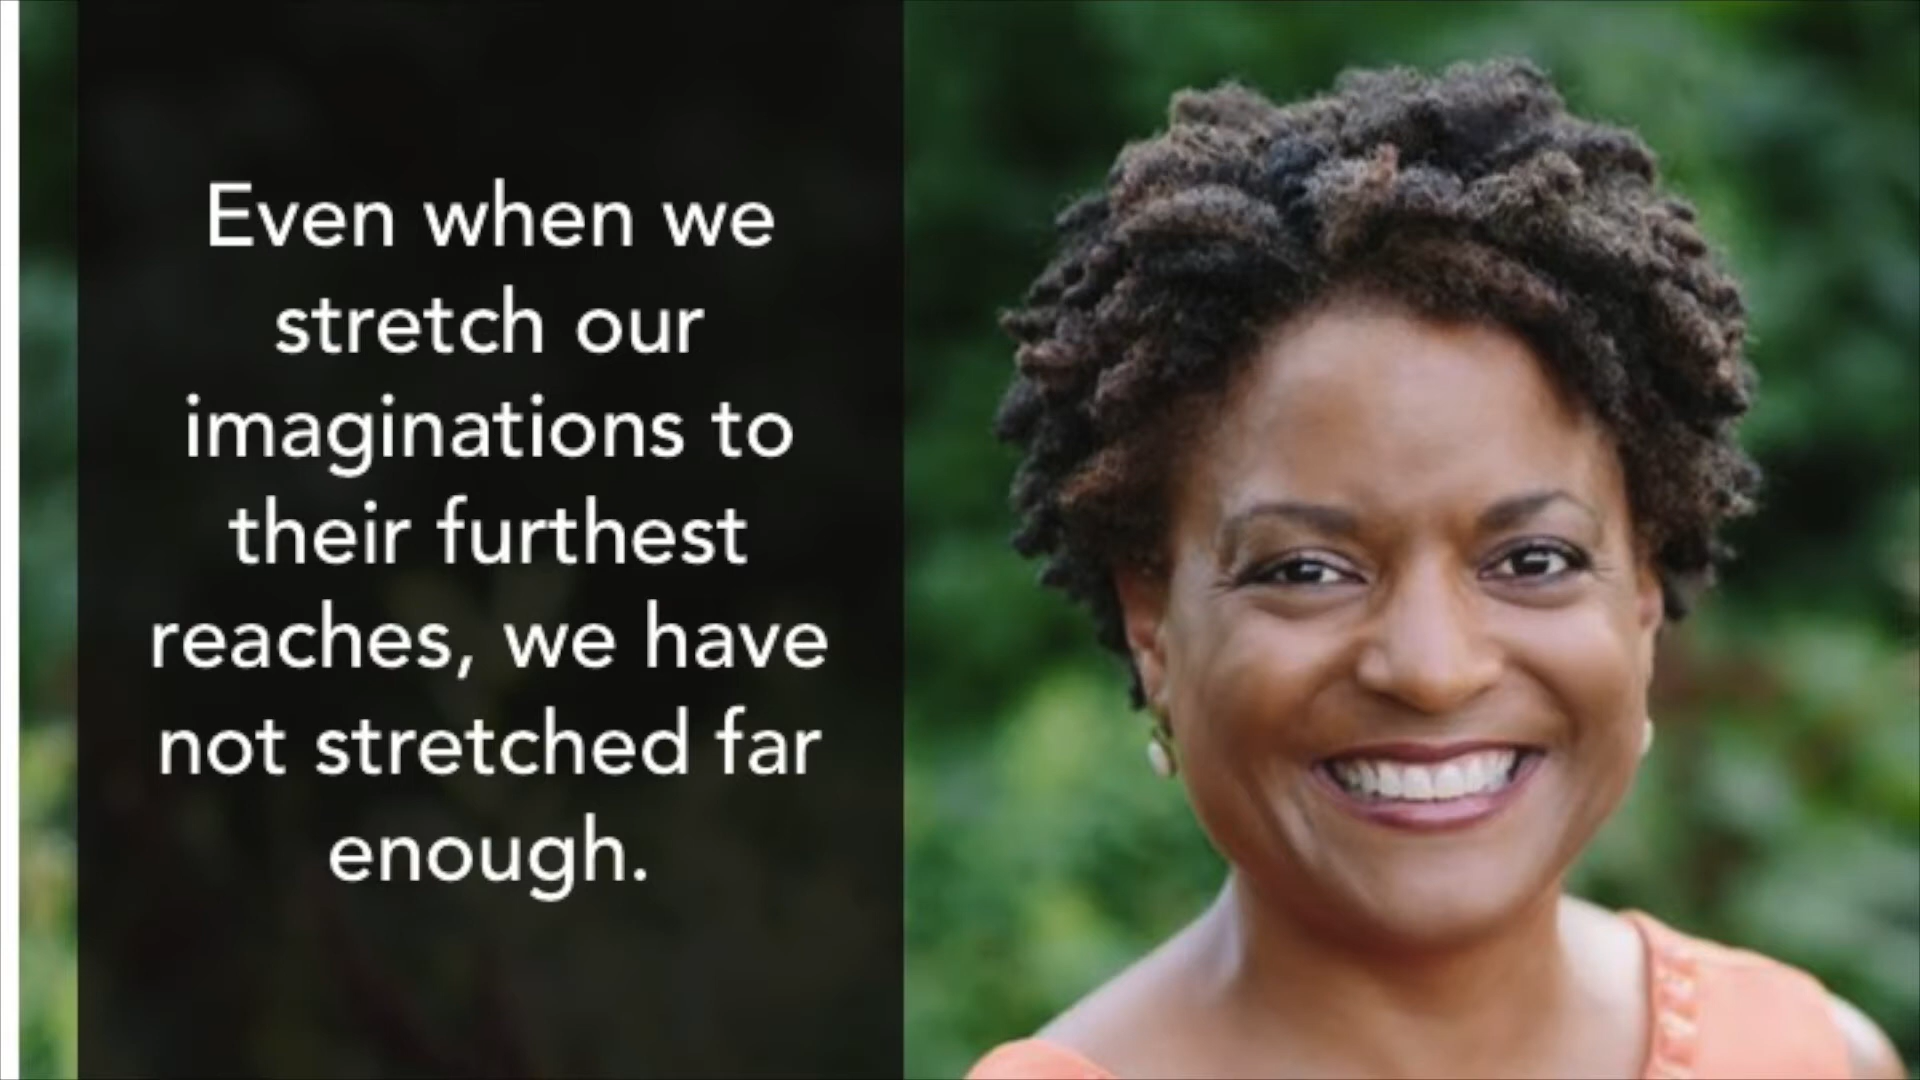 Even when we
stretch our
imaginations to
their furthest
reaches, we have
not stretched far
enough.